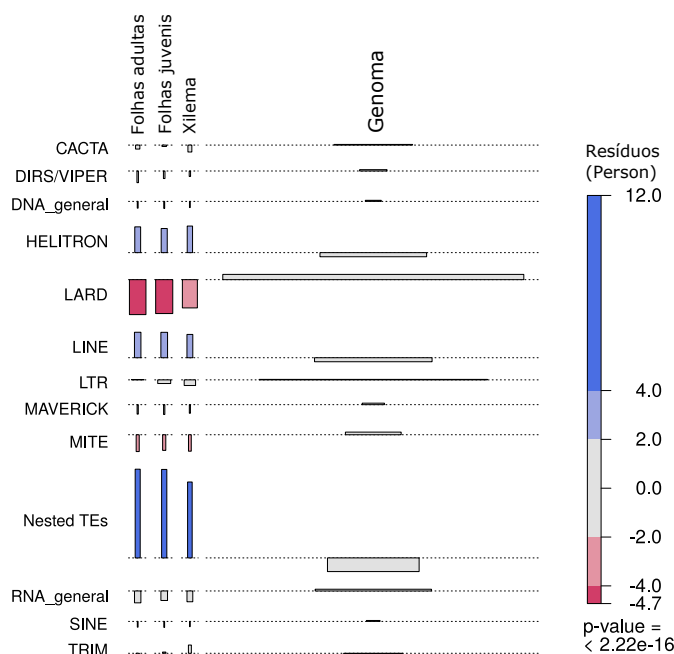 Folhas adultas
Folhas juvenis
Xilema
Genoma
CACTA
DIRS/VIPER
DNA_general
HELITRON
LARD
LINE
LTR
MAVERICK
MITE
Nested TEs
RNA_general
SINE
TRIM
Resíduos
(Person)
12.0
4.0
2.0
0.0
-2.0
-4.0
-4.7
p-value =
< 2.22e-16